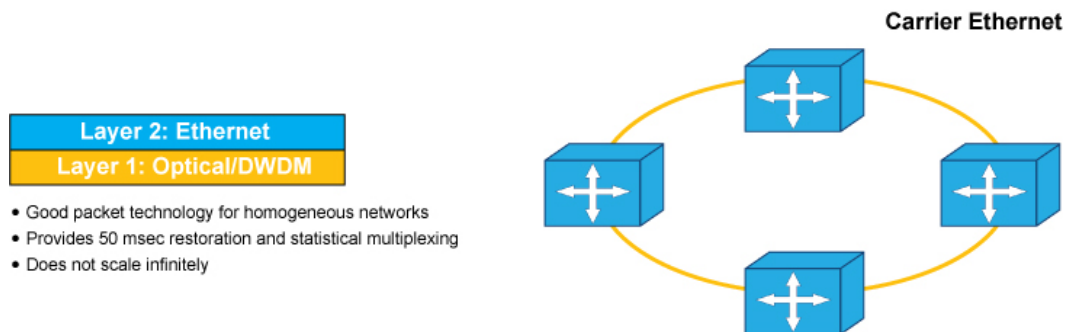 Carrier Ethernet
Layer 2: Ethernet
Layer 1: Optical/DWDM
• Good packet technology for homogeneous networks
• Provides 50 msec restoration and statistical multiplexing
• Does not scale infinitely